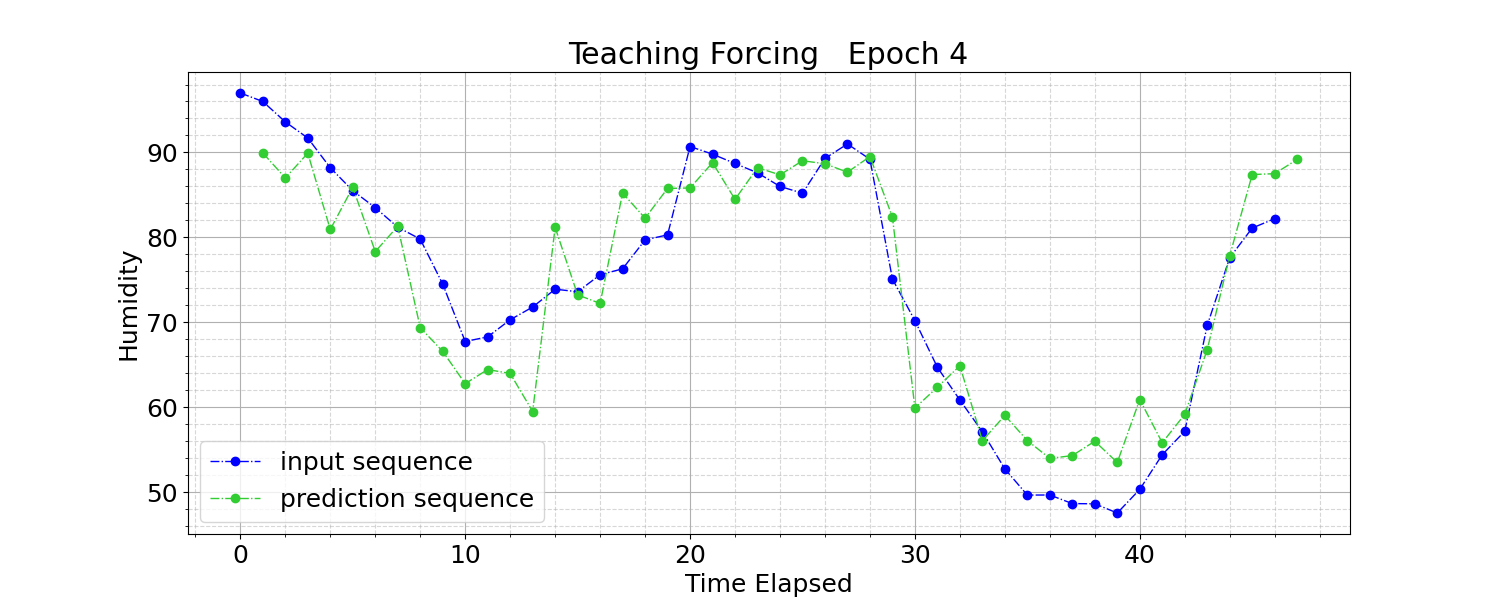 Teaching Forcing   Epoch 4
Humidity
90
80
70
60
50
input sequence
prediction sequence
0 10 20 30 40
Time Elapsed